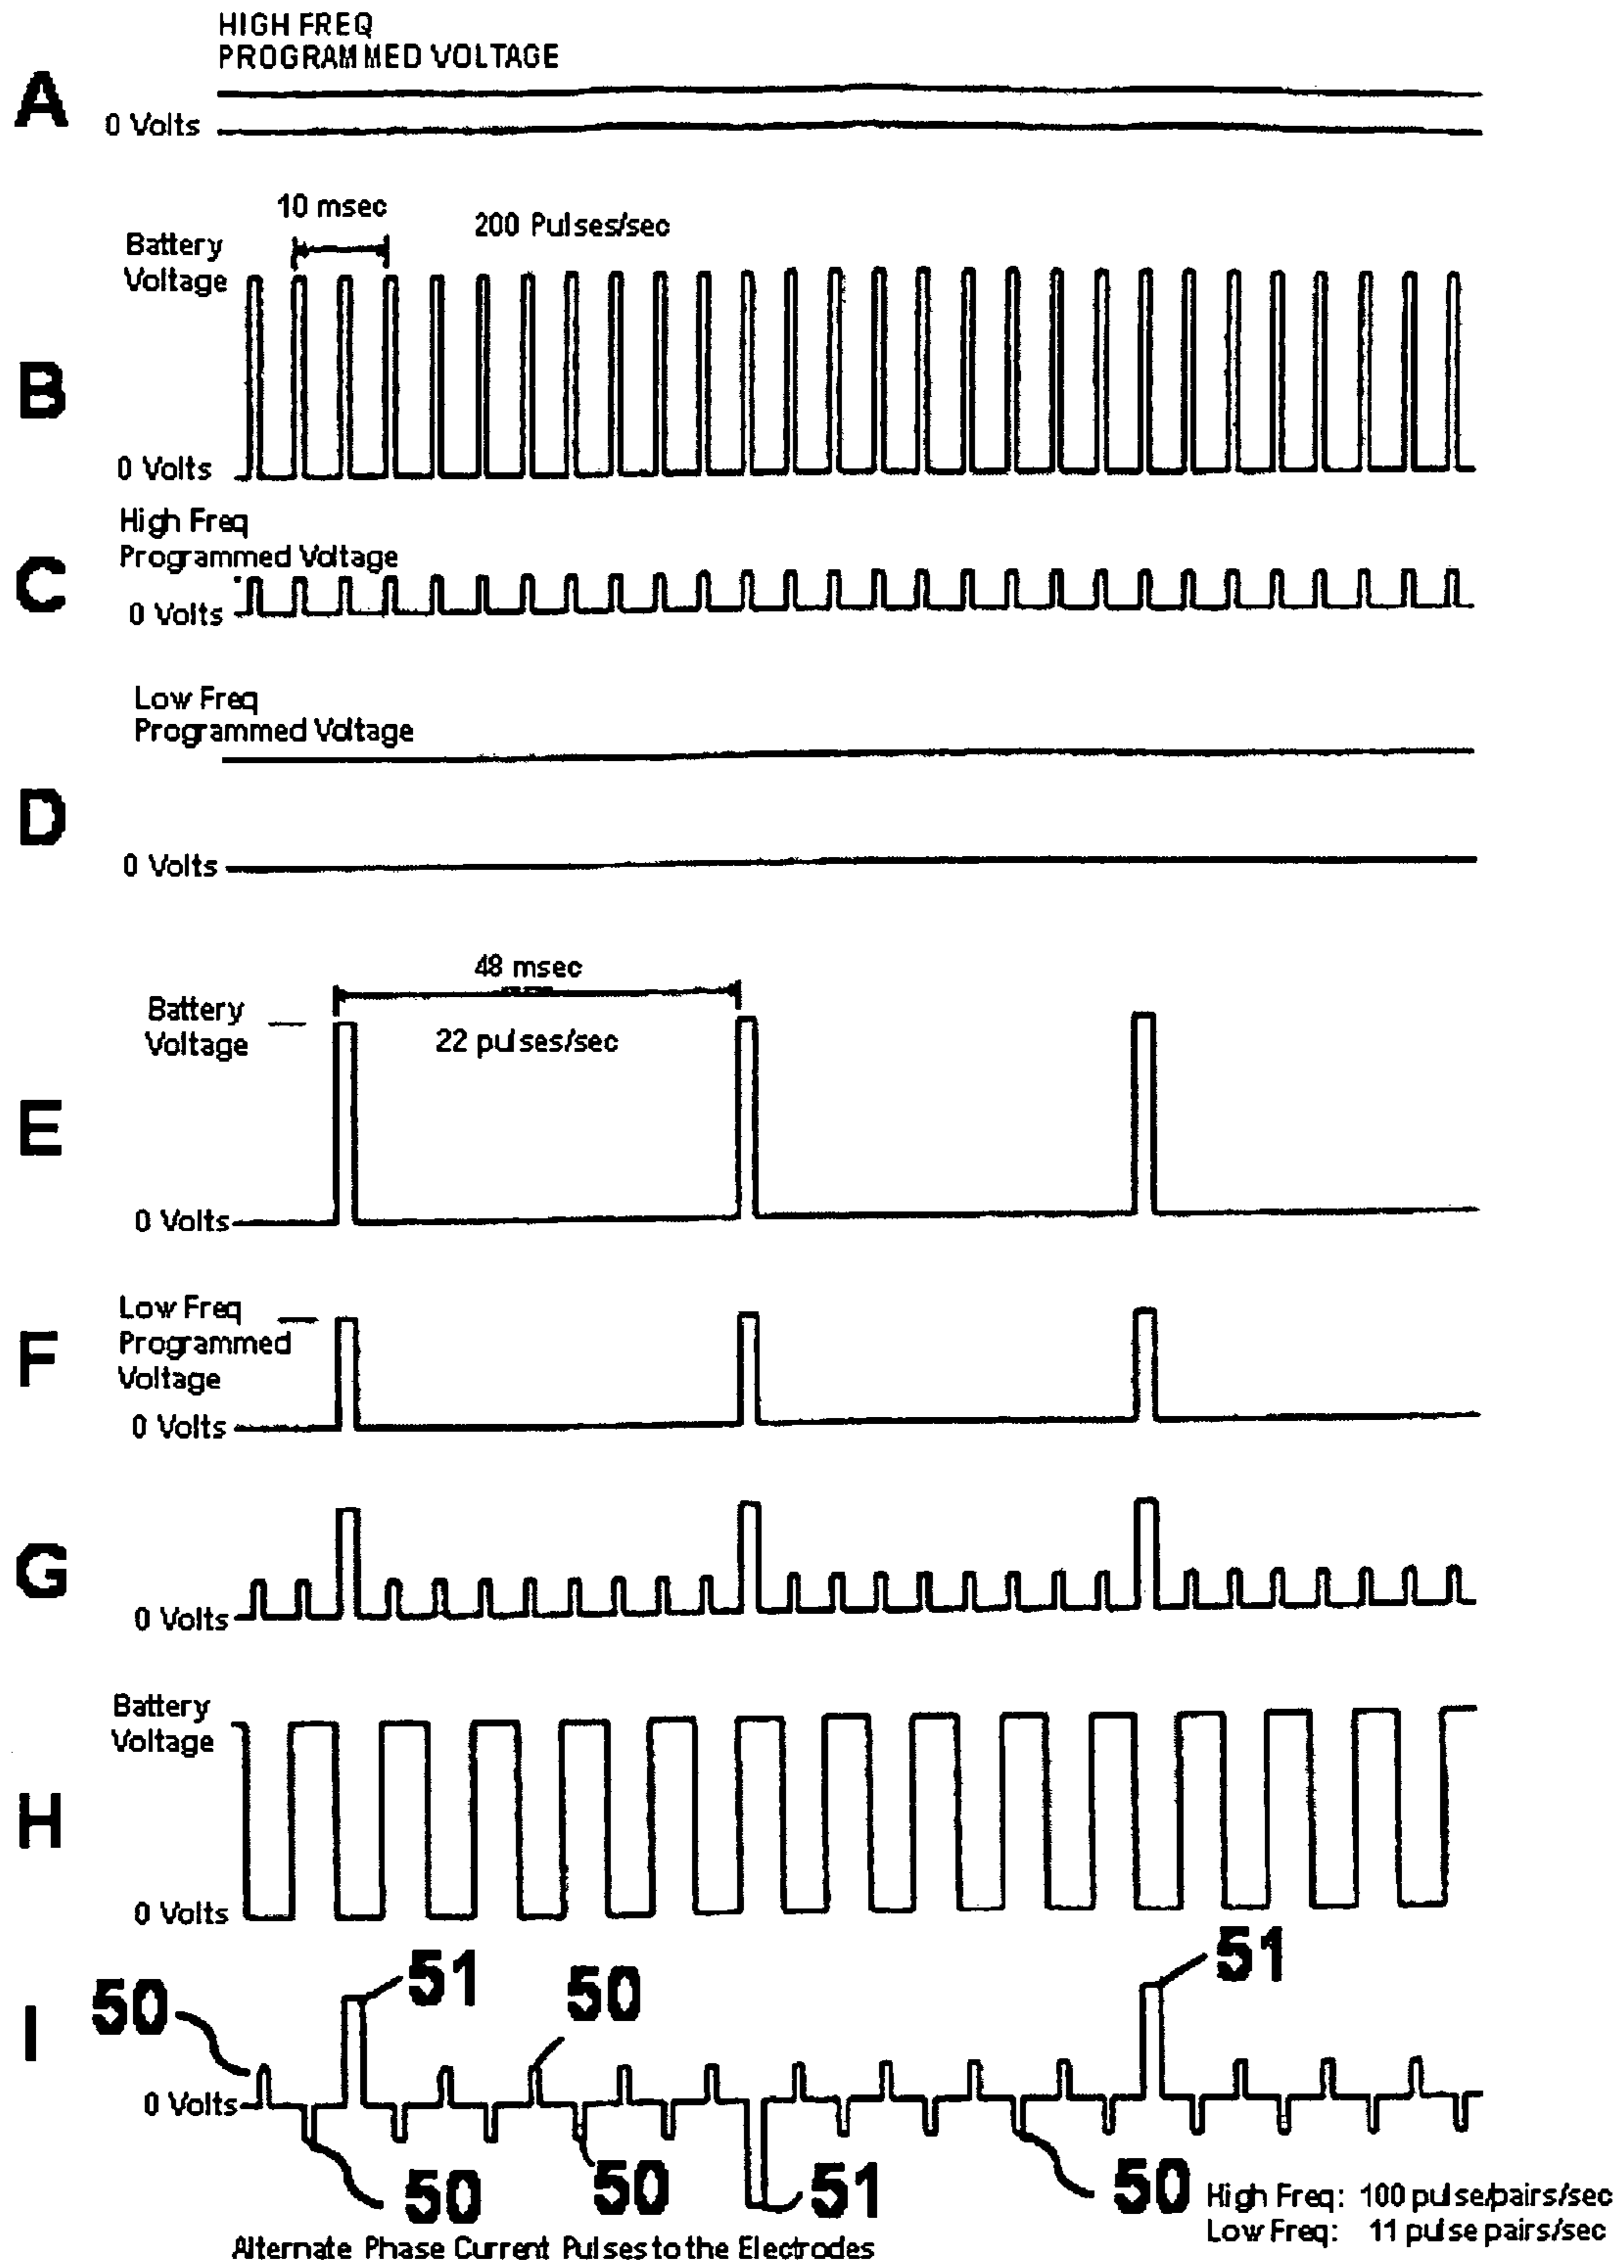 HIGH FREQ
PROGRAMMED VOLTAGE
A
0 Volts
10 msec
200 Pulses/sec
Battery
Voltage
B
0 Volts
High Freq
Programmed Voltage
C
0 Volts
Low Freq
Programmed Voltage
D
0 Volts
48 msec
Battery
Voltage
22 pulses/sec
E
0 Volts
Low Freq
Programmed
Voltage
F
0 Volts
G
0 Volts
Battery
Voltage
H
0 Volts
51
51
50
50
I
0 Volts
50
50
51
50
High Freq: 100 pulse/pairs/sec
Low Freq: 11 pulse pairs/sec
Alternate Phase Current Pulses to the Electrodes